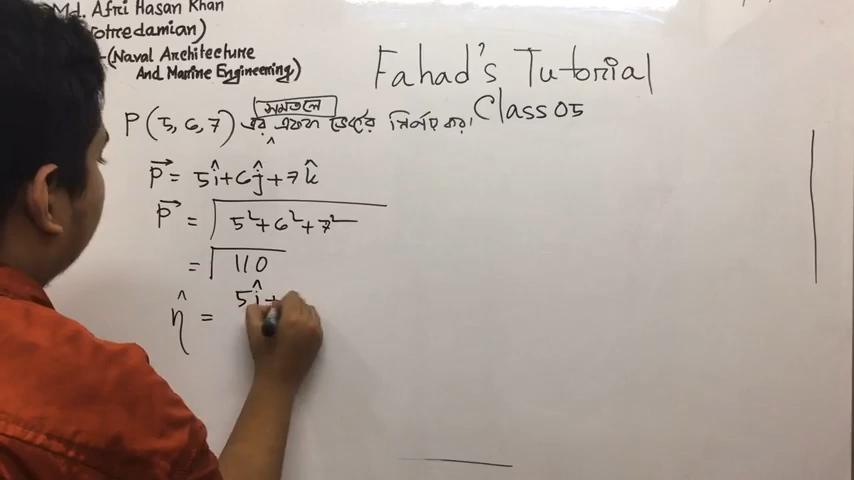 Md. Afri Hasan Khan
otredamian)
-(Naval Architecture
And Marine Engineering)
Fahad's Tutorial
Class 05
সমতলে
P(5,6,7) এর একক ভেক্টর নির্ণয় কর।
P⃗ = 5î+6ĵ+7k̂
P⃗ = √5²+6²+7²
= √110
η̂ = 5î+